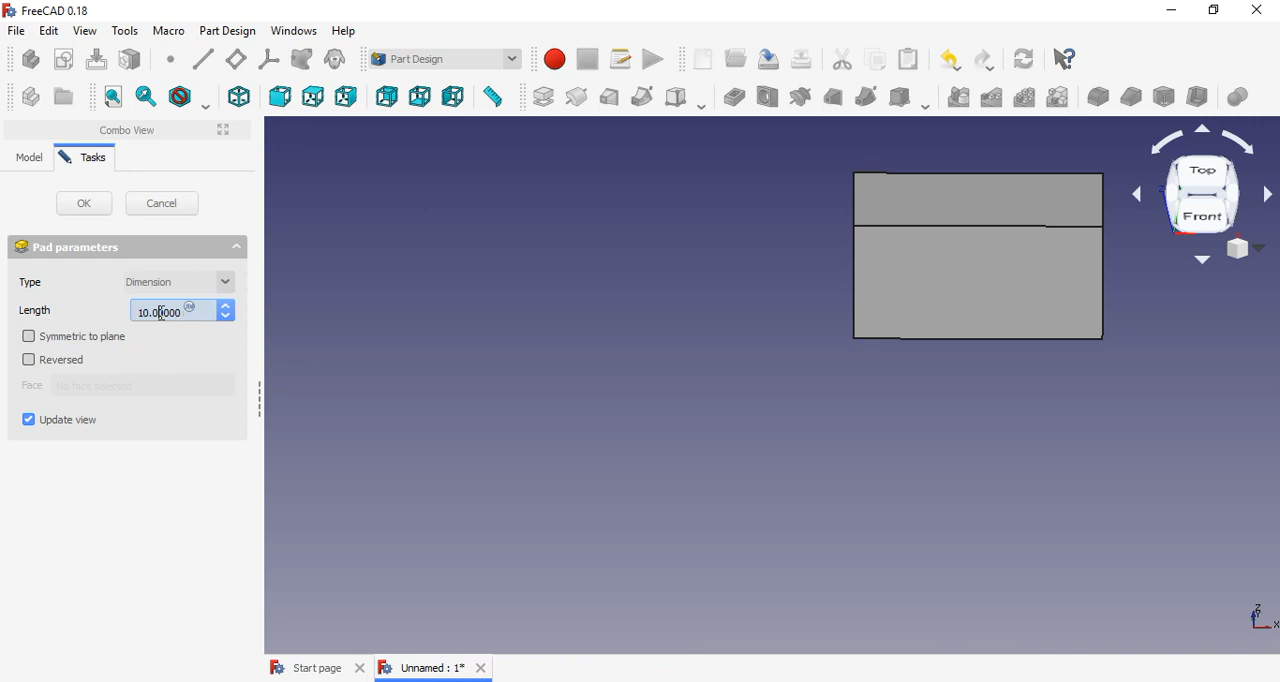 FreeCAD 0.18
File Edit View Tools Macro Part Design Windows Help
Part Design
Combo View
Model Tasks
OK Cancel
Pad parameters
Type Dimension
Length 10.00000
Symmetric to plane
Reversed
Face No face selected
Update view
Top
Front
Z
Y
X
Start page Unnamed : 1*